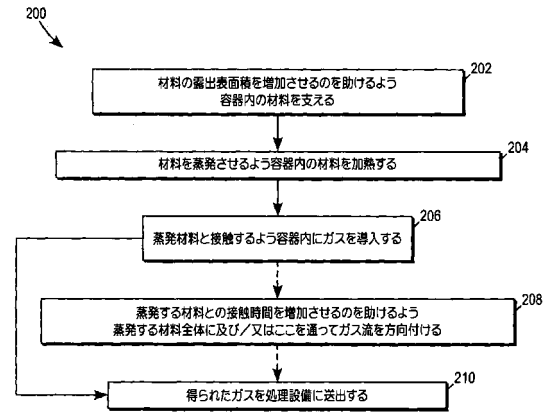 200
202
材料の露出表面積を増加させるのを助けるよう
容器内の材料を支える
204
材料を蒸発させるよう容器内の材料を加熱する
206
蒸発材料と接触するよう容器内にガスを導入する
208
蒸発する材料との接触時間を増加させるのを助けるよう
蒸発する材料全体に及び/又はここを通ってガス流を方向付ける
210
得られたガスを処理設備に送出する